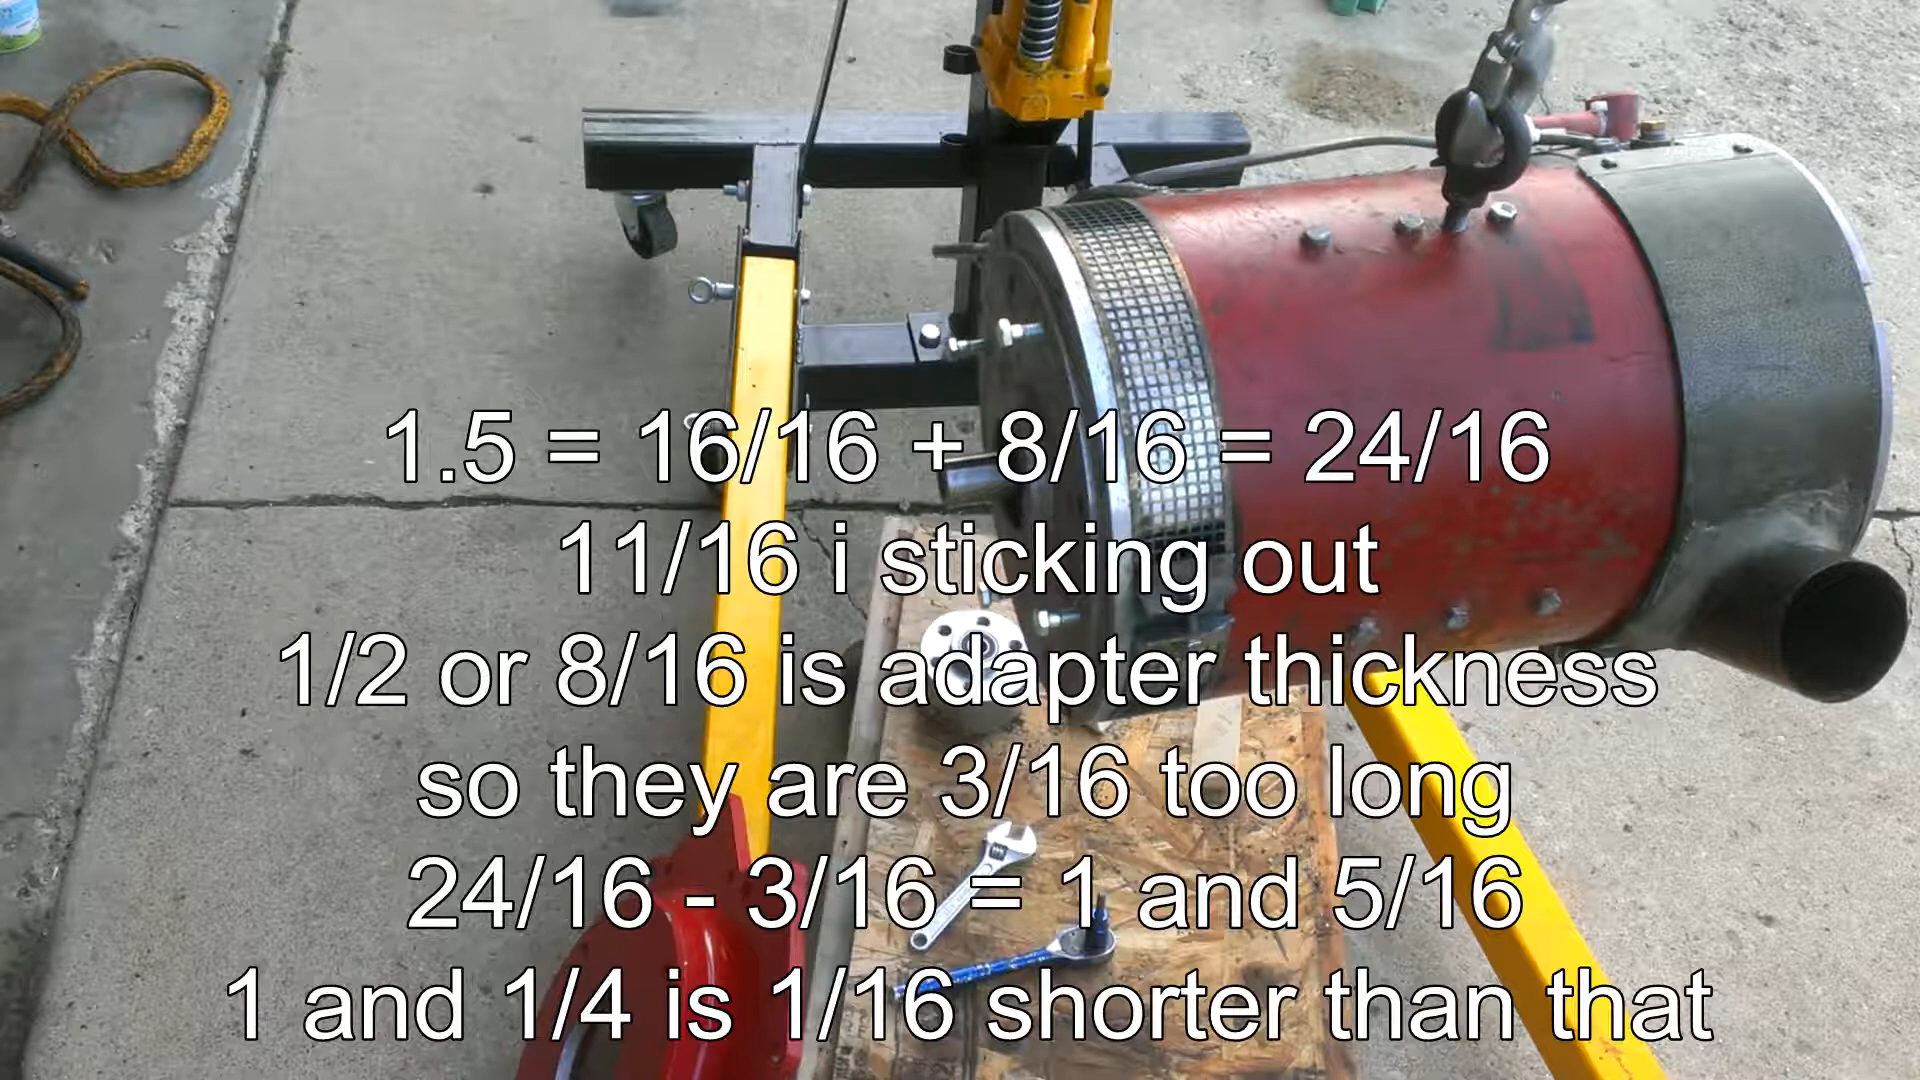 1.5 = 16/16 + 8/16 = 24/16
11/16 i sticking out
1/2 or 8/16 is adapter thickness
so they are 3/16 too long
24/16 - 3/16 = 1 and 5/16
1 and 1/4 is 1/16 shorter than that